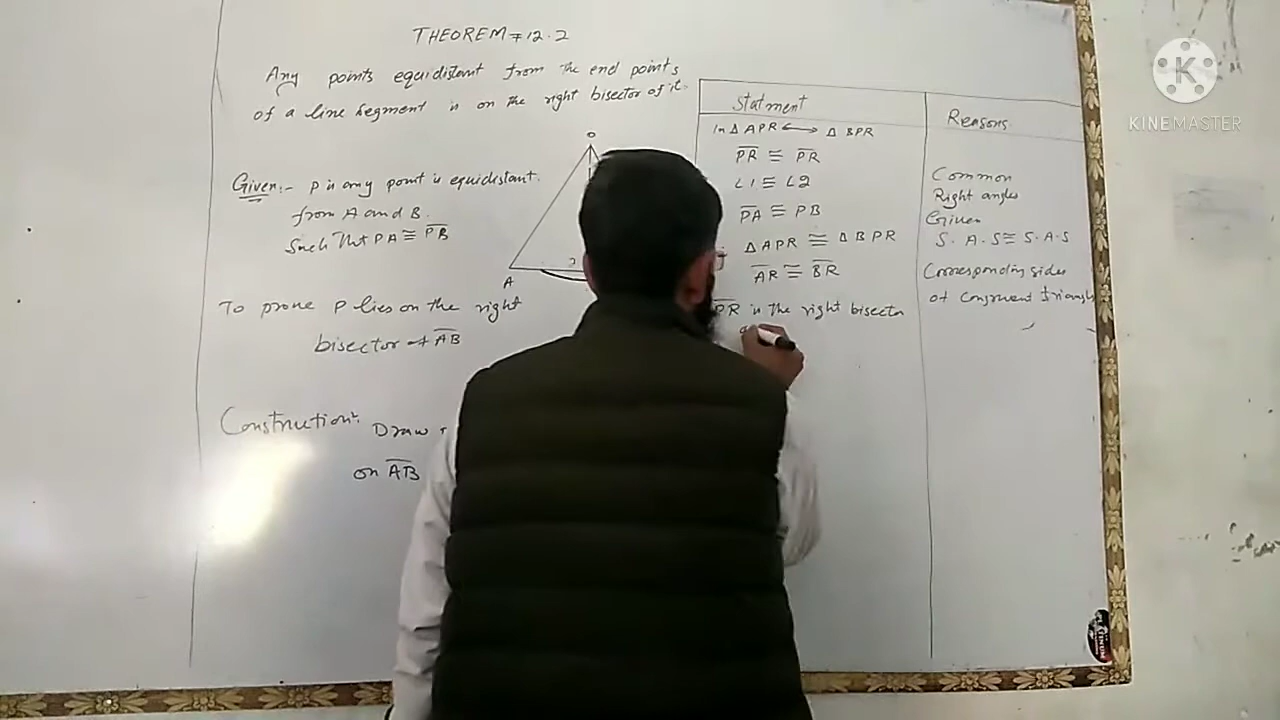 THEOREM # 12.2
Any points equidistant from the end points
of a line segment is on the right bisector of it.
Given:- P is any point is equidistant.
from A and B.
Such that PA ≅ PB
A
To prove P lies on the right
bisector of AB
Construction:
Draw
on AB
Statment
In Δ APR ⟷ Δ BPR
PR ≅ PR
∠1 ≅ ∠2
PA ≅ PB
Δ APR ≅ Δ BPR
AR ≅ BR
PR is the right bisector
Reasons.
Common
Right angles
Given
S.A.S ≅ S.A.S
Corresponding sides
of congruent triangles
K
KINEMASTER
PLATINUM